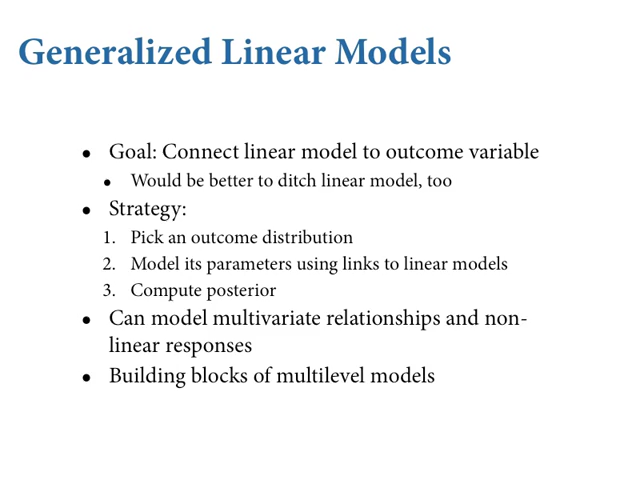 Generalized Linear Models
• Goal: Connect linear model to outcome variable
• Would be better to ditch linear model, too
• Strategy:
1. Pick an outcome distribution
2. Model its parameters using links to linear models
3. Compute posterior
• Can model multivariate relationships and non-
linear responses
• Building blocks of multilevel models